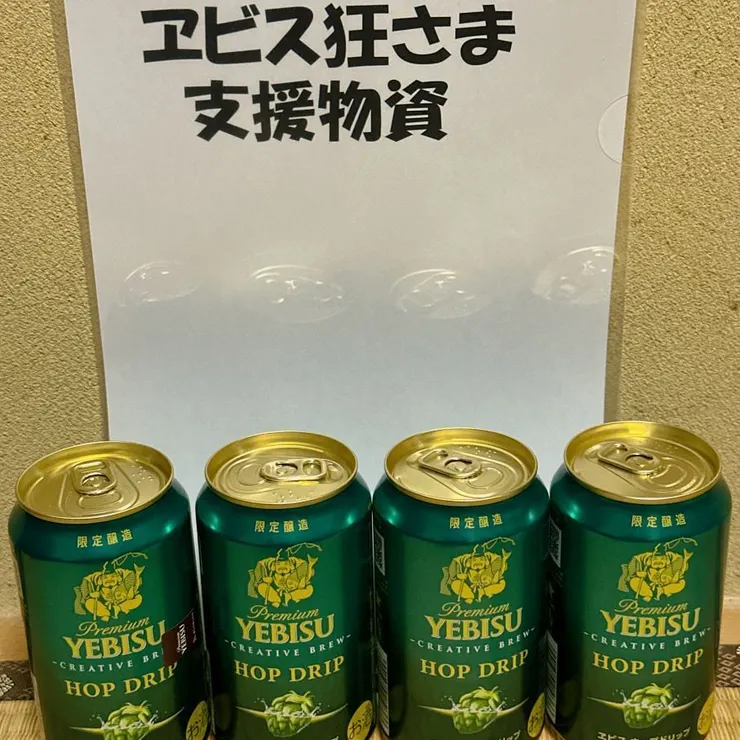 ヱビス狂さま
支援物資
限定醸造
Premium
YEBISU
CREATIVE BREW
HOP DRIP
限定醸造
Premium
YEBISU
CREATIVE BREW
HOP DRIP
限定醸造
Premium
YEBISU
CREATIVE BREW
HOP DRIP
限定醸造
Premium
YEBISU
CREATIVE BREW
HOP DRIP